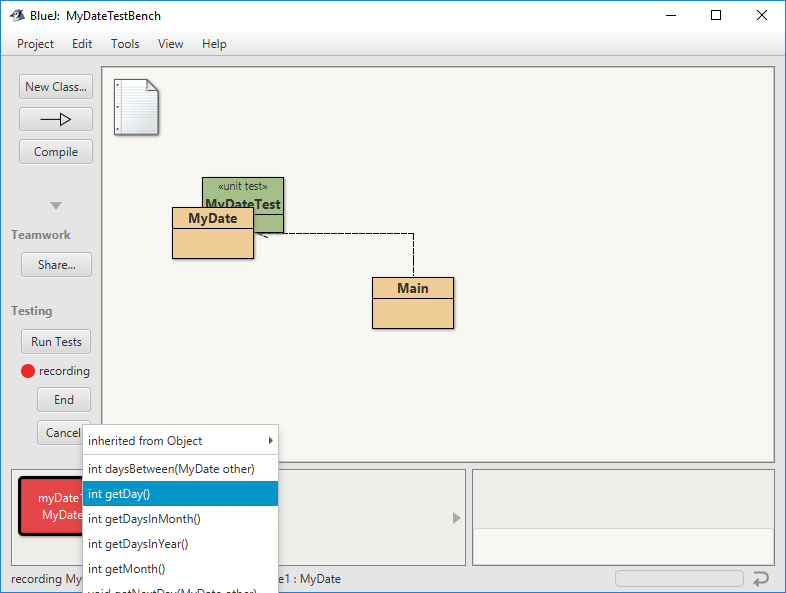 BlueJ: MyDateTestBench
Project Edit Tools View Help
New Class...
Compile
Teamwork
Share...
Testing
Run Tests
recording
End
Cancel
«unit test»
MyDateTest
MyDate
Main
inherited from Object
int daysBetween(MyDate other)
int getDay()
int getDaysInMonth()
int getDaysInYear()
int getMonth()
void getNextDay(MyDate other)
myDateT
MyDate
recording My
e1 : MyDate